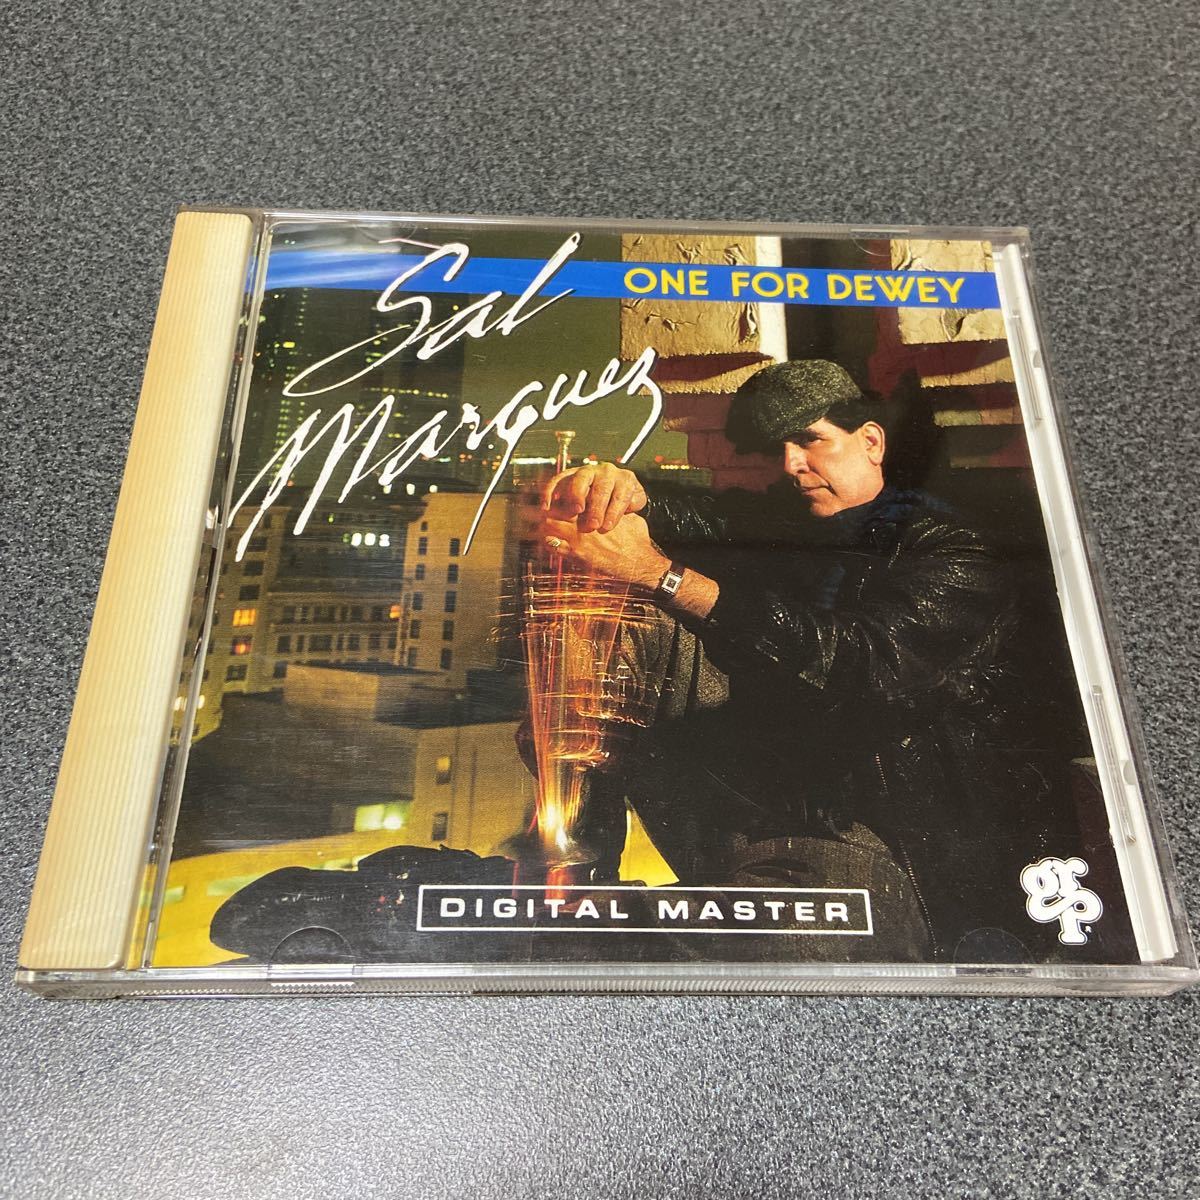 Sal
Marquez
ONE FOR DEWEY
DIGITAL MASTER
GRP®